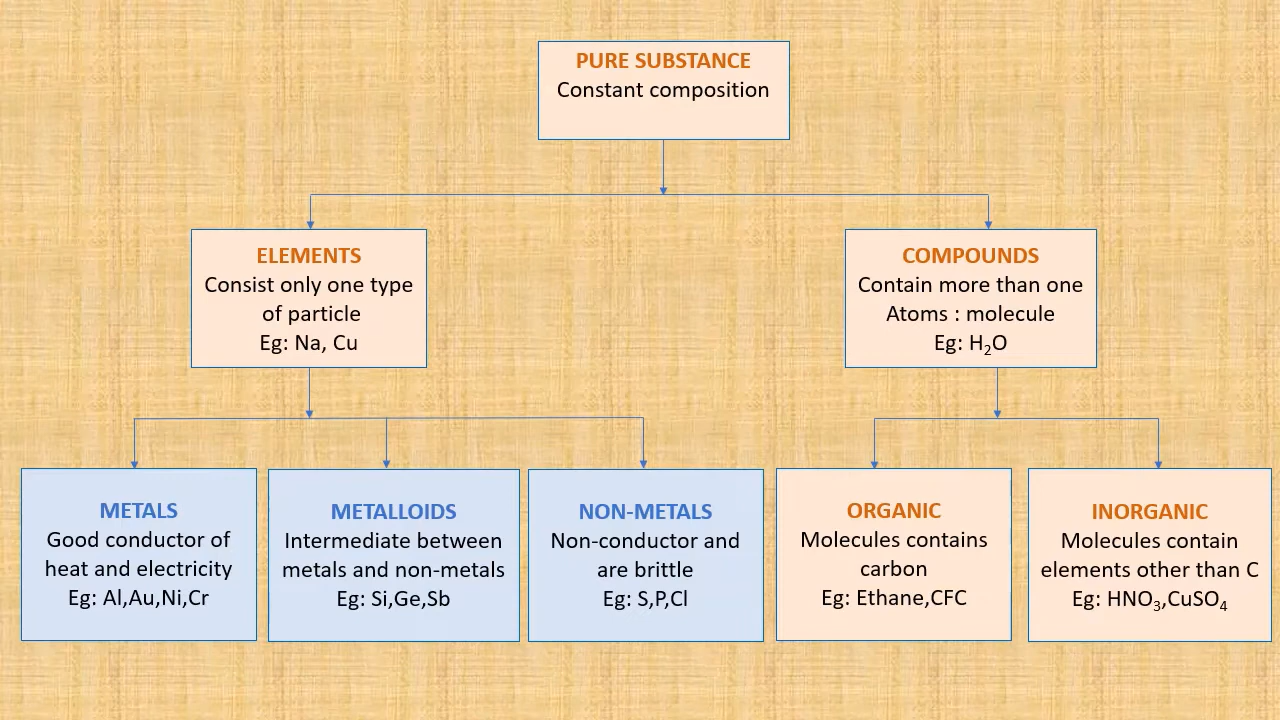 PURE SUBSTANCE
Constant composition
ELEMENTS
Consist only one type
of particle
Eg: Na, Cu
COMPOUNDS
Contain more than one
Atoms : molecule
Eg: H₂O
METALS
Good conductor of
heat and electricity
Eg: Al,Au,Ni,Cr
METALLOIDS
Intermediate between
metals and non-metals
Eg: Si,Ge,Sb
NON-METALS
Non-conductor and
are brittle
Eg: S,P,Cl
ORGANIC
Molecules contains
carbon
Eg: Ethane,CFC
INORGANIC
Molecules contain
elements other than C
Eg: HNO₃,CuSO₄